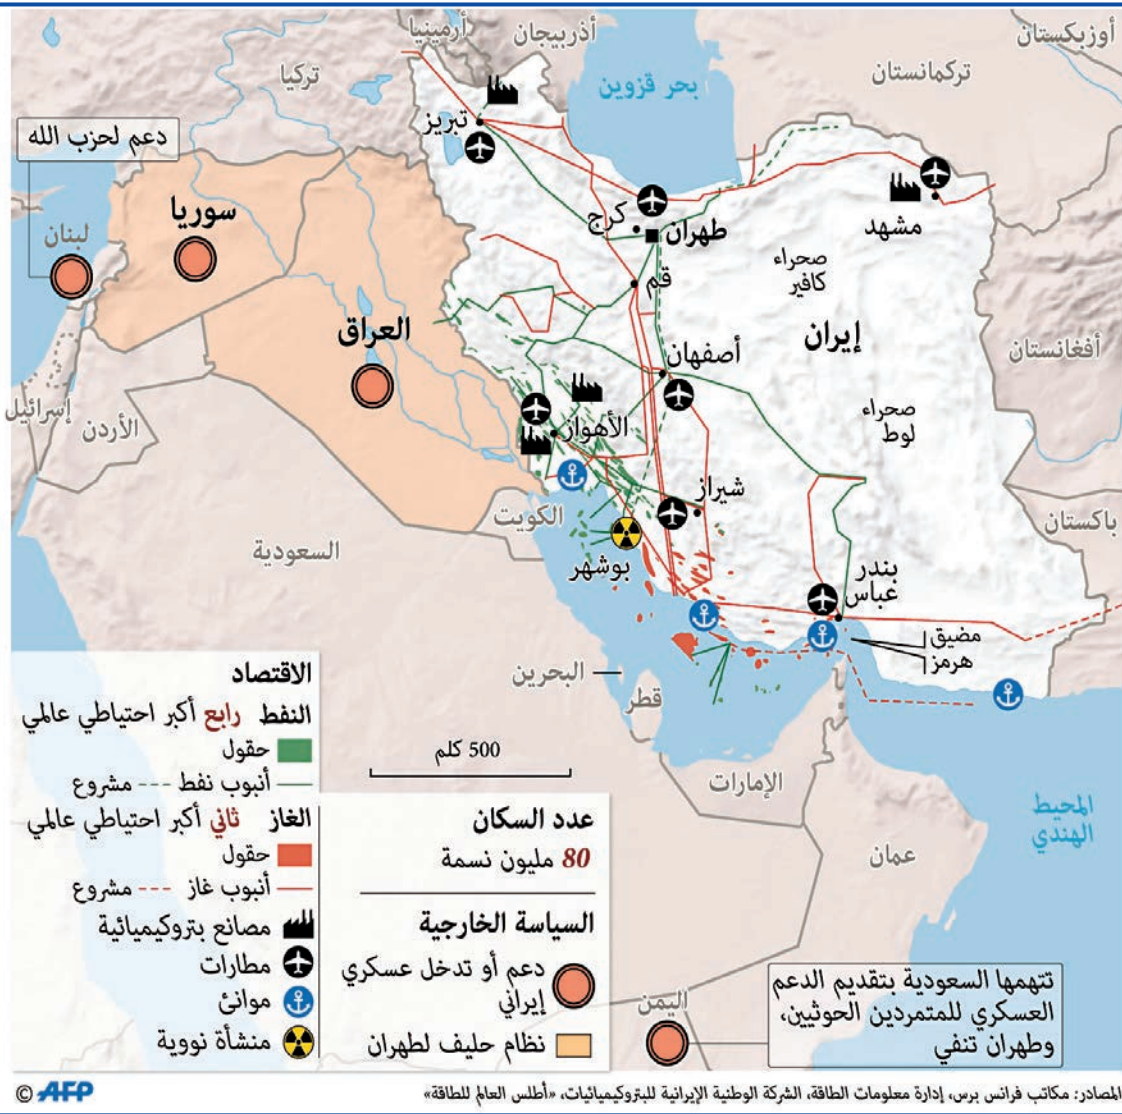 أرمينيا
أذربيجان
أوزبكستان
تركيا
بحر قزوين
تركمانستان
تبريز
دعم لحزب الله
سوريا
لبنان
كرج
طهران
مشهد
قم
صحراء
كافير
العراق
إيران
أصفهان
أفغانستان
إسرائيل
الأردن
الأهواز
صحراء
لوط
شيراز
الكويت
باكستان
السعودية
بوشهر
بندر
عباس
مضيق
هرمز
البحرين
قطر
500 كلم
الإمارات
المحيط
الهندي
عمان
الاقتصاد
النفط رابع أكبر احتياطي عالمي
حقول
أنبوب نفط --- مشروع
الغاز ثاني أكبر احتياطي عالمي
حقول
أنبوب غاز --- مشروع
مصانع بتروكيميائية
مطارات
موانئ
منشأة نووية
عدد السكان
80 مليون نسمة
السياسة الخارجية
دعم أو تدخل عسكري
إيراني
نظام حليف لطهران
اليمن
تتهمها السعودية بتقديم الدعم
العسكري للمتمردين الحوثيين،
وطهران تنفي
المصادر: مكاتب فرانس برس، إدارة معلومات الطاقة، الشركة الوطنية الإيرانية للبتروكيميائيات، «أطلس العالم للطاقة»
© AFP